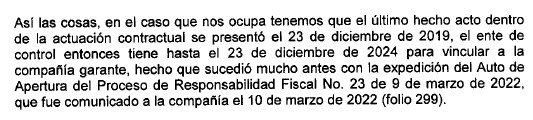 Así las cosas, en el caso que nos ocupa tenemos que el último hecho acto dentro
de la actuación contractual se presentó el 23 de diciembre de 2019, el ente de
control entonces tiene hasta el 23 de diciembre de 2024 para vincular a la
compañía garante, hecho que sucedió mucho antes con la expedición del Auto de
Apertura del Proceso de Responsabilidad Fiscal No. 23 de 9 de marzo de 2022,
que fue comunicado a la compañía el 10 de marzo de 2022 (folio 299).